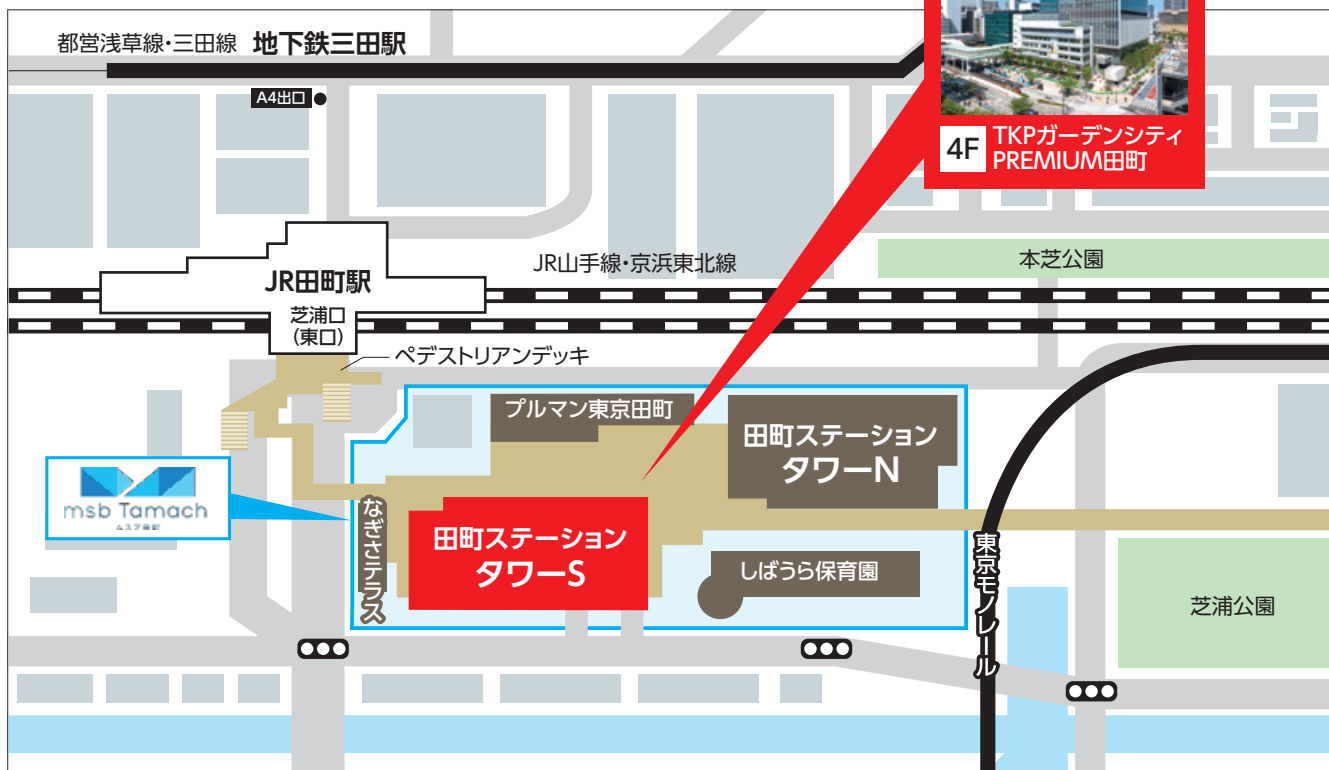 都営浅草線・三田線 地下鉄三田駅
A4出口
4F
TKPガーデンシティ
PREMIUM田町
JR山手線・京浜東北線
本芝公園
JR田町駅
芝浦口
(東口)
ペデストリアンデッキ
プルマン東京田町
田町ステーション
タワーN
msb Tamach
ムスブ田町
なぎさテラス
田町ステーション
タワーS
しばうら保育園
東京モノレール
芝浦公園